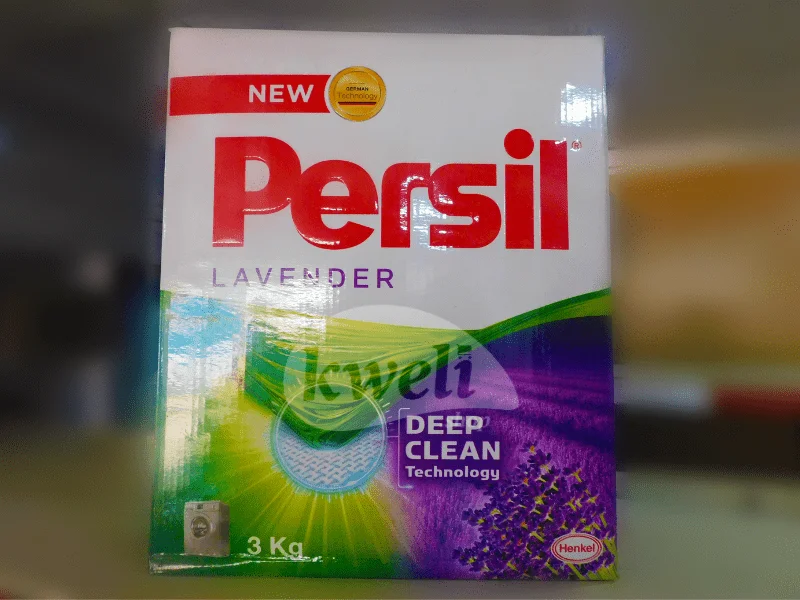 NEW
GERMAN
Technology
Persil®
LAVENDER
kweli
DEEP
CLEAN
Technology
3 Kg
Henkel